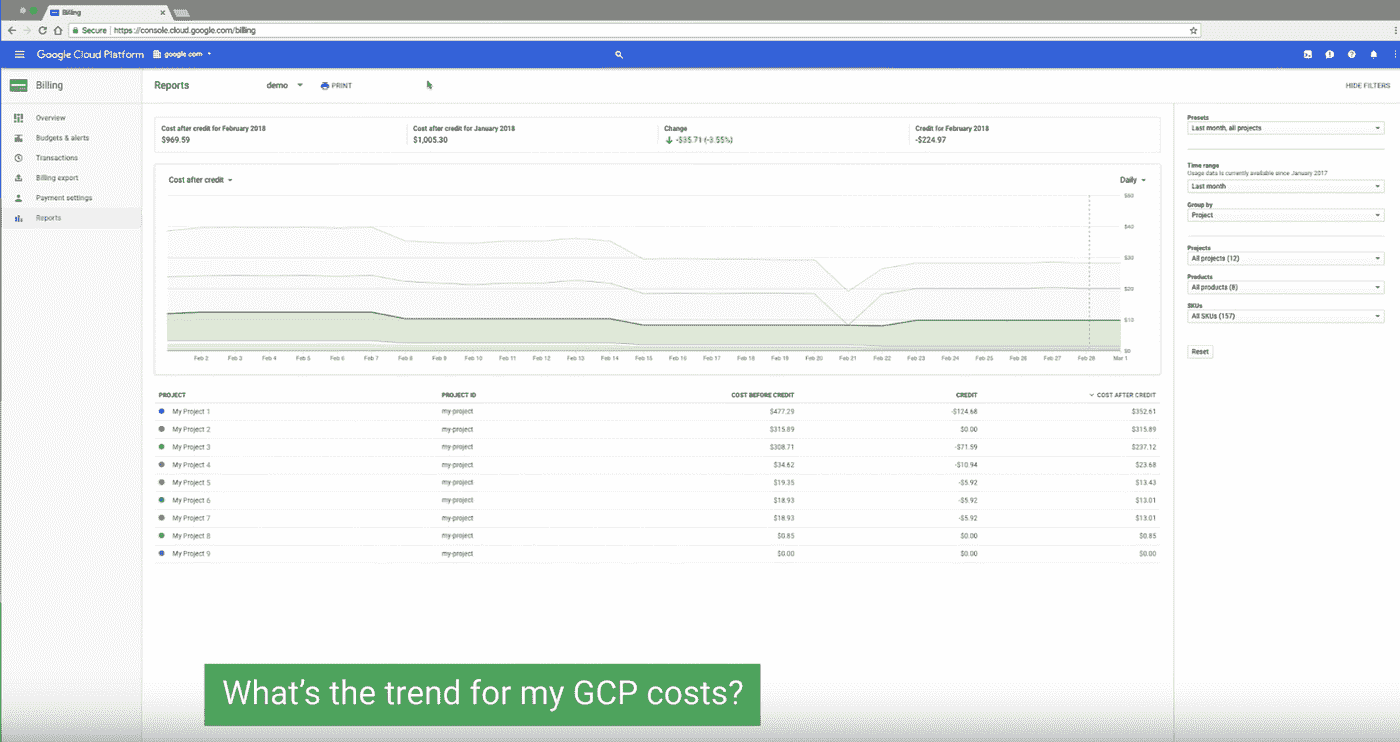 Billing
Secure https://console.cloud.google.com/billing
Google Cloud Platform google.com
Billing
Overview
Budgets & alerts
Transactions
Billing export
Payment settings
Reports
Reports demo PRINT HIDE FILTERS
Cost after credit for February 2018
$969.59
Cost after credit for January 2018
$1,005.30
Change
-$35.71 (-3.55%)
Credit for February 2018
-$224.97
Cost after credit Daily
$50
$40
$30
$20
$10
$0
Feb 2 Feb 3 Feb 4 Feb 5 Feb 6 Feb 7 Feb 8 Feb 9 Feb 10 Feb 11 Feb 12 Feb 13 Feb 14 Feb 15 Feb 16 Feb 17 Feb 18 Feb 19 Feb 20 Feb 21 Feb 22 Feb 23 Feb 24 Feb 25 Feb 26 Feb 27 Feb 28 Mar 1
PROJECT PROJECT ID COST BEFORE CREDIT CREDIT COST AFTER CREDIT
My Project 1 my-project $477.29 -$124.68 $352.61
My Project 2 my-project $315.89 $0.00 $315.89
My Project 3 my-project $308.71 -$71.59 $237.12
My Project 4 my-project $34.62 -$10.94 $23.68
My Project 5 my-project $19.35 -$5.92 $13.43
My Project 6 my-project $18.93 -$5.92 $13.01
My Project 7 my-project $18.93 -$5.92 $13.01
My Project 8 my-project $0.85 $0.00 $0.85
My Project 9 my-project $0.00 $0.00 $0.00
Presets
Last month, all projects
Time range
Usage data is currently available since January 2017
Last month
Group by
Project
Projects
All projects (12)
Products
All products (8)
SKUs
All SKUs (157)
Reset
What's the trend for my GCP costs?